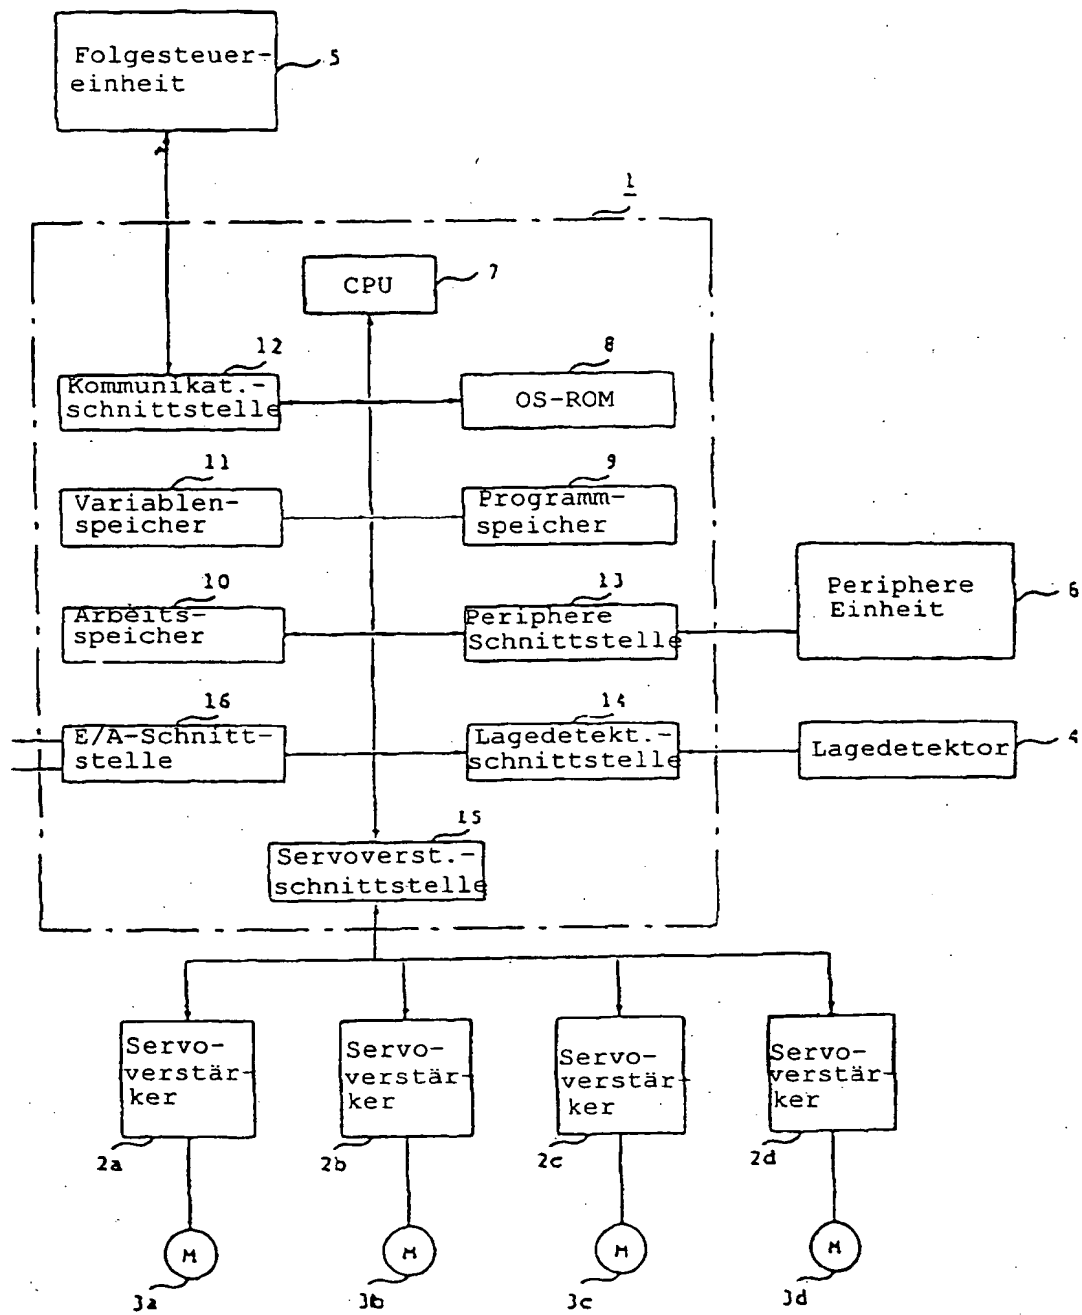 Folgesteuer-
einheit
5
1
CPU
7
12
Kommunikat.-
schnittstelle
8
OS-ROM
11
Variablen-
speicher
9
Programm-
speicher
10
Arbeits-
speicher
13
Periphere
Schnittstelle
Periphere
Einheit
6
16
E/A-Schnitt-
stelle
14
Lagedetekt.-
schnittstelle
Lagedetektor
4
15
Servoverst.-
schnittstelle
Servo-
verstär-
ker
2a
Servo-
verstär-
ker
2b
Servo-
verstär-
ker
2c
Servo-
verstär-
ker
2d
M
3a
M
3b
M
3c
M
3d